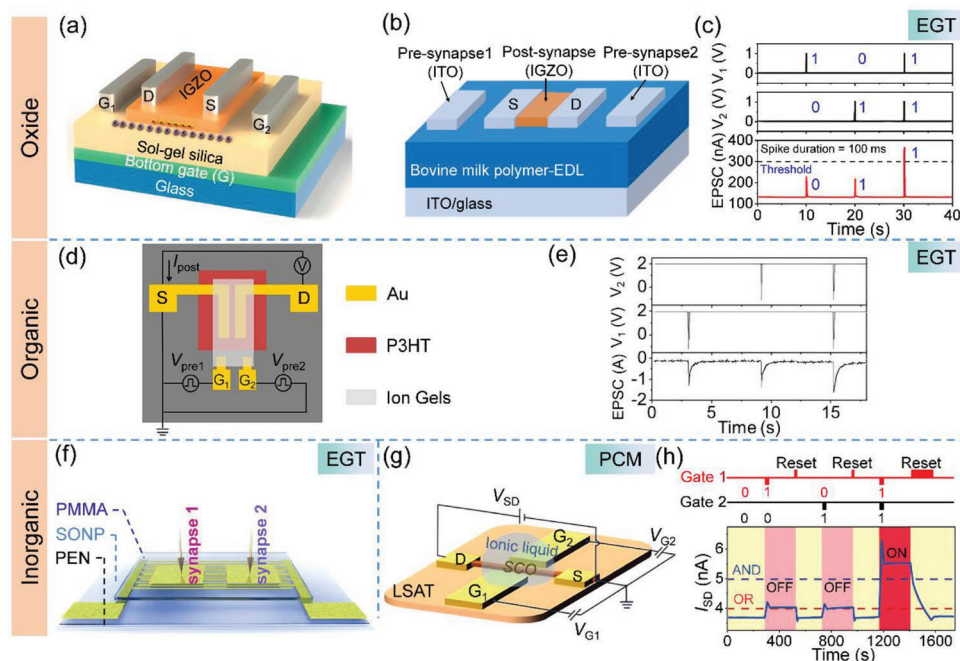 Oxide
(a)
G1
D
IGZO
S
G2
Sol-gel silica
Bottom gate (G)
Glass
(b)
Pre-synapse1
(ITO)
Post-synapse
(IGZO)
Pre-synapse2
(ITO)
S
D
Bovine milk polymer-EDL
ITO/glass
(c)
EGT
V1 (V)
1
0
1
0
1
V2 (V)
1
0
0
1
1
EPSC (nA)
400
300
200
100
Spike duration = 100 ms
Threshold
0
1
1
0 10 20 30 40
Time (s)
Organic
(d)
Ipost
V
S
D
Vpre1
G1
G2
Vpre2
Au
P3HT
Ion Gels
(e)
EGT
V2 (V)
2
0
V1 (V)
2
0
EPSC (A)
0
-1
-2
0 5 10 15
Time (s)
Inorganic
(f)
EGT
PMMA
SONP
PEN
synapse 1
synapse 2
(g)
PCM
VSD
VG2
Ionic liquid
G2
D
SCO
S
LSAT
G1
VG1
(h)
Reset Reset Reset
Gate 1
0 1 0 1
Gate 2
0 0 1 1
ISD (nA)
6
5
4
AND
OR
OFF
OFF
ON
0 400 800 1200 1600
Time (s)